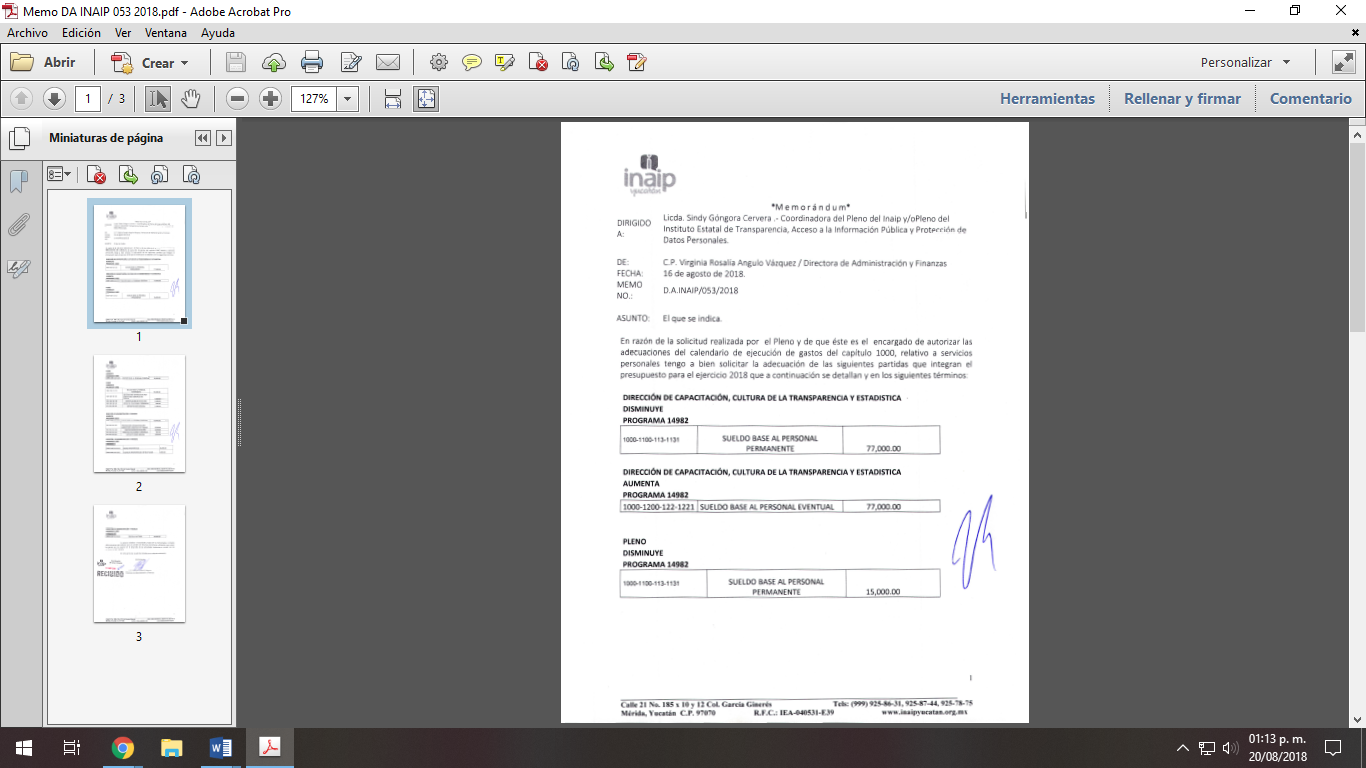 Memo DA INAIP 053 2018.pdf - Adobe Acrobat Pro
Archivo Edición Ver Ventana Ayuda
Abrir Crear Personalizar
1 / 3 127% Herramientas Rellenar y firmar Comentario
Miniaturas de página
1
2
3
RECIBIDO
inaip
yucatán
*Memorándum*
DIRIGIDO A: Licda. Sindy Góngora Cervera .- Coordinadora del Pleno del Inaip y/oPleno del
Instituto Estatal de Transparencia, Acceso a la Información Pública y Protección de
Datos Personales.
DE: C.P. Virginia Rosalía Angulo Vázquez / Directora de Administración y Finanzas
FECHA: 16 de agosto de 2018.
MEMO NO.: D.A.INAIP/053/2018
ASUNTO: El que se indica.
En razón de la solicitud realizada por el Pleno y de que éste es el encargado de autorizar las
adecuaciones del calendario de ejecución de gastos del capítulo 1000, relativo a servicios
personales tengo a bien solicitar la adecuación de las siguientes partidas que integran el
presupuesto para el ejercicio 2018 que a continuación se detallan y en los siguientes términos:
DIRECCIÓN DE CAPACITACIÓN, CULTURA DE LA TRANSPARENCIA Y ESTADISTICA
DISMINUYE
PROGRAMA 14982
1000-1100-113-1131 SUELDO BASE AL PERSONAL
PERMANENTE 77,000.00
DIRECCIÓN DE CAPACITACIÓN, CULTURA DE LA TRANSPARENCIA Y ESTADISTICA
AUMENTA
PROGRAMA 14982
1000-1200-122-1221 SUELDO BASE AL PERSONAL EVENTUAL 77,000.00
PLENO
DISMINUYE
PROGRAMA 14982
1000-1100-113-1131 SUELDO BASE AL PERSONAL
PERMANENTE 15,000.00
1
Calle 21 No. 185 x 10 y 12 Col. García Ginerés Tels: (999) 925-86-31, 925-87-44, 925-78-75
Mérida, Yucatán C.P. 97070 R.F.C.: IEA-040531-E39 www.inaipyucatan.org.mx
01:13 p. m.
20/08/2018